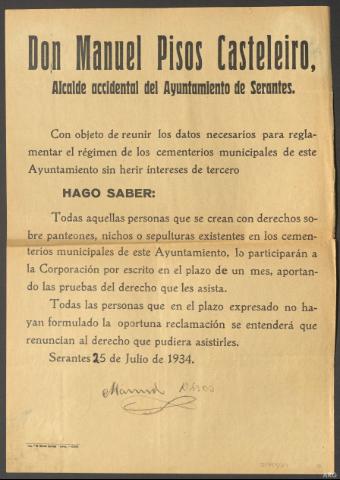 Don Manuel Pisos Casteleiro,
Alcalde accidental del Ayuntamiento de Serantes.
Con objeto de reunir los datos necesarios para regla-
mentar el régimen de los cementerios municipales de este
Ayuntamiento sin herir intereses de tercero
HAGO SABER:
Todas aquellas personas que se crean con derechos so-
bre panteones, nichos o sepulturas existentes en los cemen-
terios municipales de este Ayuntamiento, lo participarán a
la Corporación por escrito en el plazo de un mes, aportan-
do las pruebas del derecho que les asista.
Todas las personas que en el plazo expresado no ha-
yan formulado la oportuna reclamación se entenderá que
renuncian al derecho que pudiera asistirles.
Serantes 25 de Julio de 1934.
Manuel Pisos